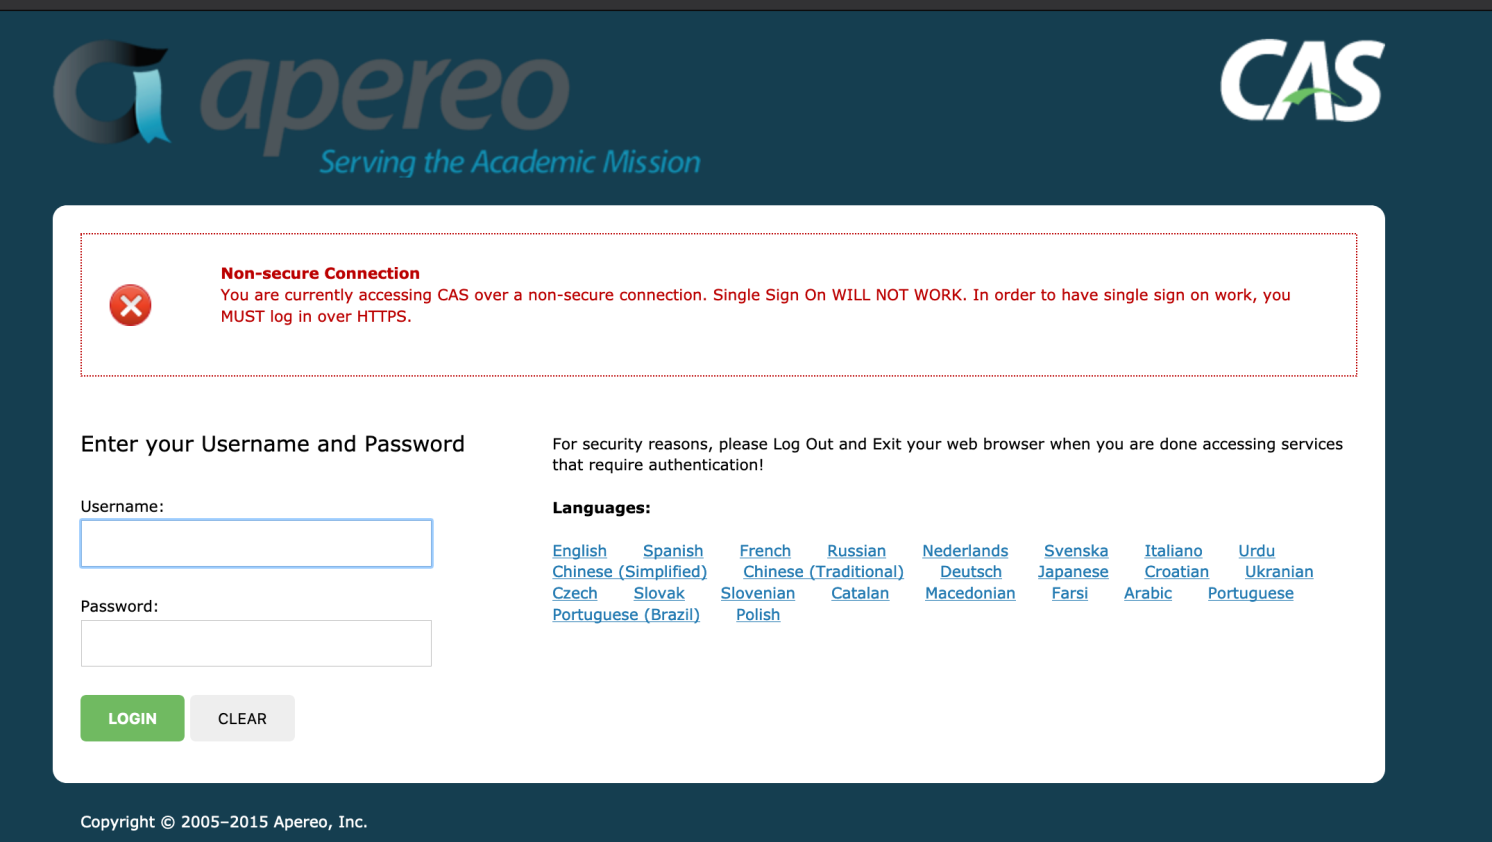 apereo
Serving the Academic Mission
CAS
Non-secure Connection
You are currently accessing CAS over a non-secure connection. Single Sign On WILL NOT WORK. In order to have single sign on work, you
MUST log in over HTTPS.
Enter your Username and Password
Username:
Password:
LOGIN CLEAR
For security reasons, please Log Out and Exit your web browser when you are done accessing services
that require authentication!
Languages:
English Spanish French Russian Nederlands Svenska Italiano Urdu
Chinese (Simplified) Chinese (Traditional) Deutsch Japanese Croatian Ukranian
Czech Slovak Slovenian Catalan Macedonian Farsi Arabic Portuguese
Portuguese (Brazil) Polish
Copyright © 2005–2015 Apereo, Inc.